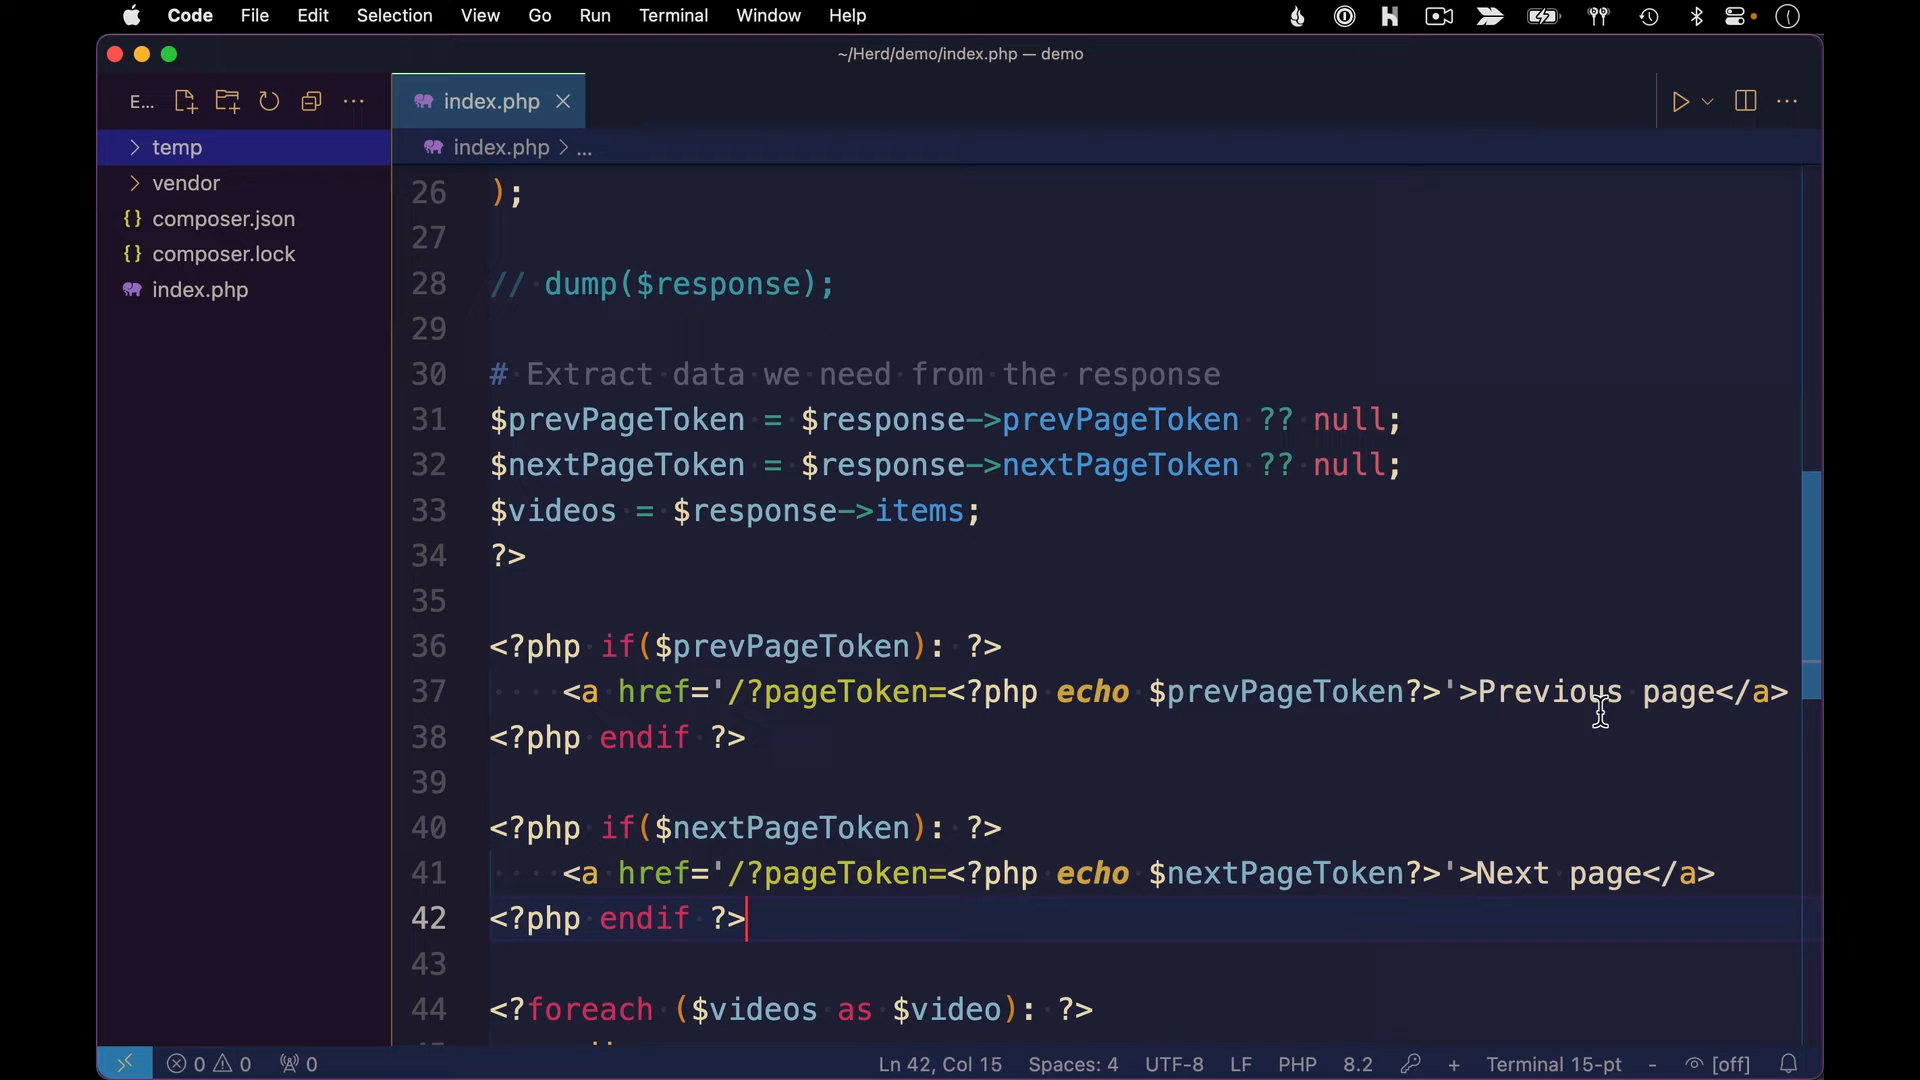 Code File Edit Selection View Go Run Terminal Window Help
~/Herd/demo/index.php — demo
E...
index.php
temp
index.php > ...
vendor
composer.json
composer.lock
index.php
26 );
27
28 // dump($response);
29
30 # Extract data we need from the response
31 $prevPageToken = $response->prevPageToken ?? null;
32 $nextPageToken = $response->nextPageToken ?? null;
33 $videos = $response->items;
34 ?>
35
36 <?php if($prevPageToken): ?>
37 <a href='/?pageToken=<?php echo $prevPageToken?>'>Previous page</a>
38 <?php endif ?>
39
40 <?php if($nextPageToken): ?>
41 <a href='/?pageToken=<?php echo $nextPageToken?>'>Next page</a>
42 <?php endif ?>
43
44 <?foreach ($videos as $video): ?>
0 0 0 Ln 42, Col 15 Spaces: 4 UTF-8 LF PHP 8.2 + Terminal 15-pt - [off]